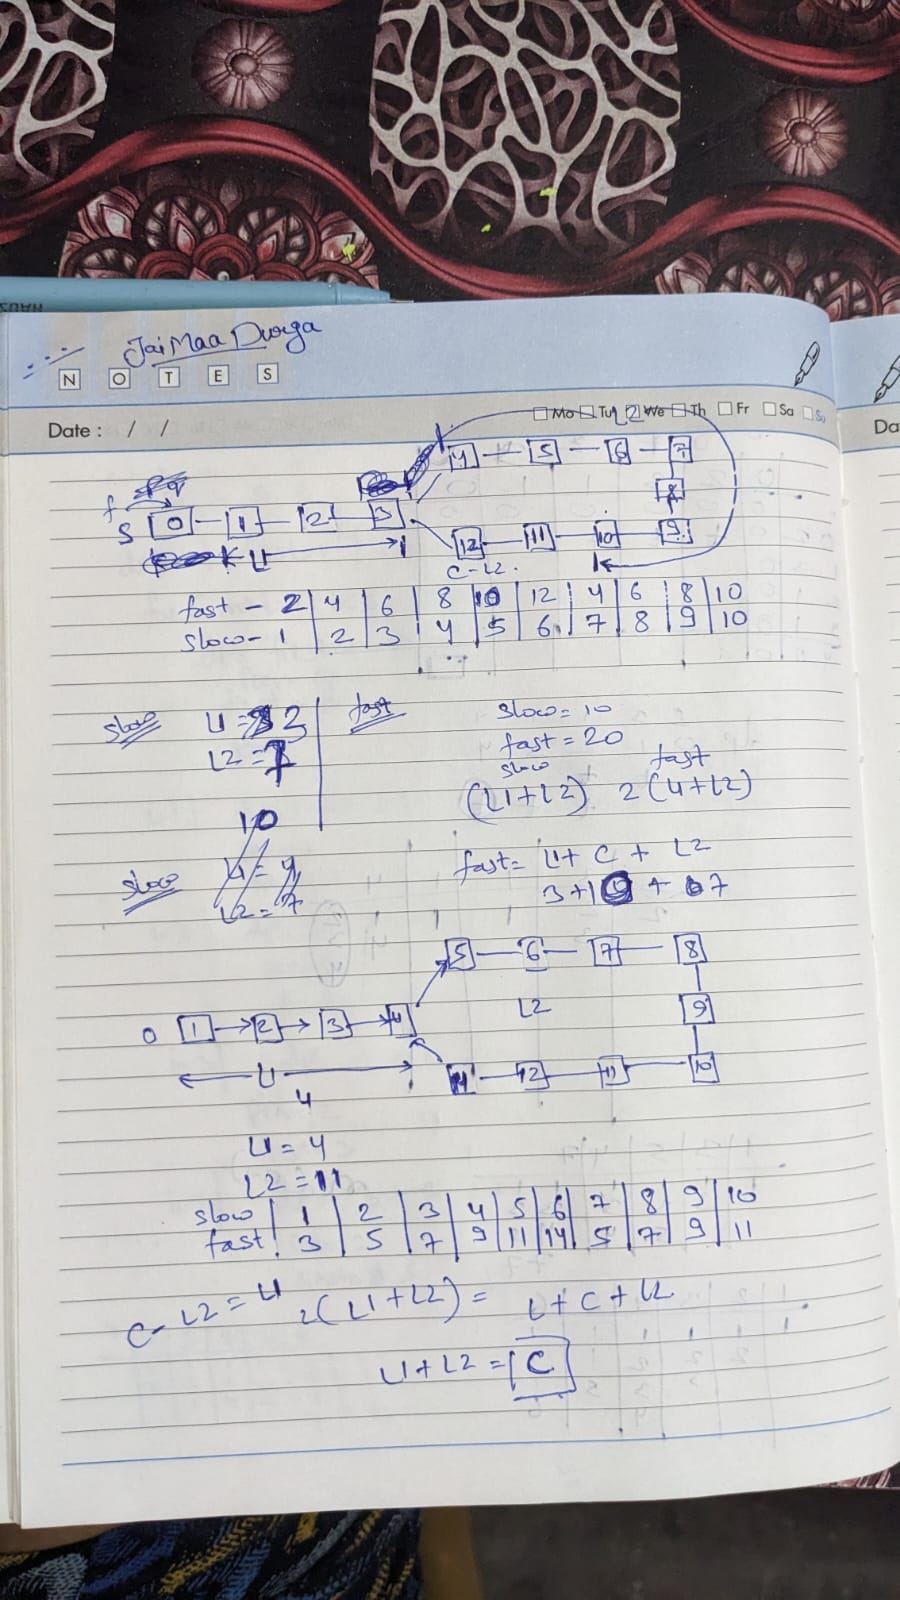 Jai Maa Durga
N O T E S
Date : / /
Mo Tu We Th Fr Sa Su
L2
4 5 6 7
f
S 0 1 2 3
8
12 11 10 9
L1
C-L2.
fast - 2 4 6 8 10 12 4 6 8 10
slow - 1 2 3 4 5 6 7 8 9 10
slow L1 = 3
L2 = 7
10
fast
slow = 10
fast = 20
slow fast
(L1+L2) 2(L1+L2)
slow L1 = 4
L2 = 7
fast = L1 + C + L2
3+10 + 7
5 6 7 8
L2
9
0 1 2 3 4
14 12 11 10
L1
4
L1 = 4
L2 = 11
slow 1 2 3 4 5 6 7 8 9 10
fast 3 5 7 9 11 14 5 7 9 11
C-L2 = L1 2(L1+L2) = L+C+L2
L1+L2 = C